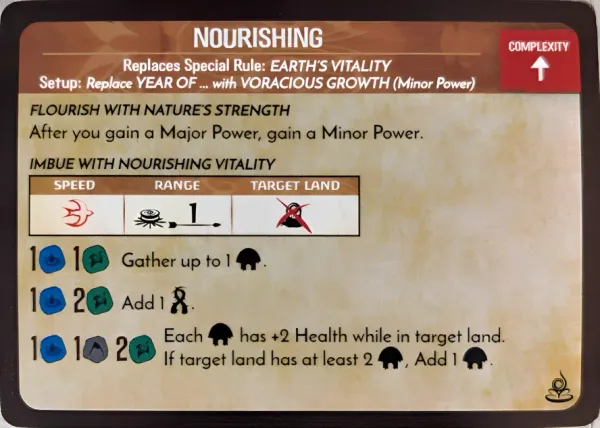 NOURISHING
COMPLEXITY
Replaces Special Rule: EARTH'S VITALITY
Setup: Replace YEAR OF ... with VORACIOUS GROWTH (Minor Power)
FLOURISH WITH NATURE'S STRENGTH
After you gain a Major Power, gain a Minor Power.
IMBUE WITH NOURISHING VITALITY
SPEED RANGE TARGET LAND
1
1 1 Gather up to 1 .
1 2 Add 1 .
1 1 2 Each has +2 Health while in target land.
If target land has at least 2 , Add 1 .